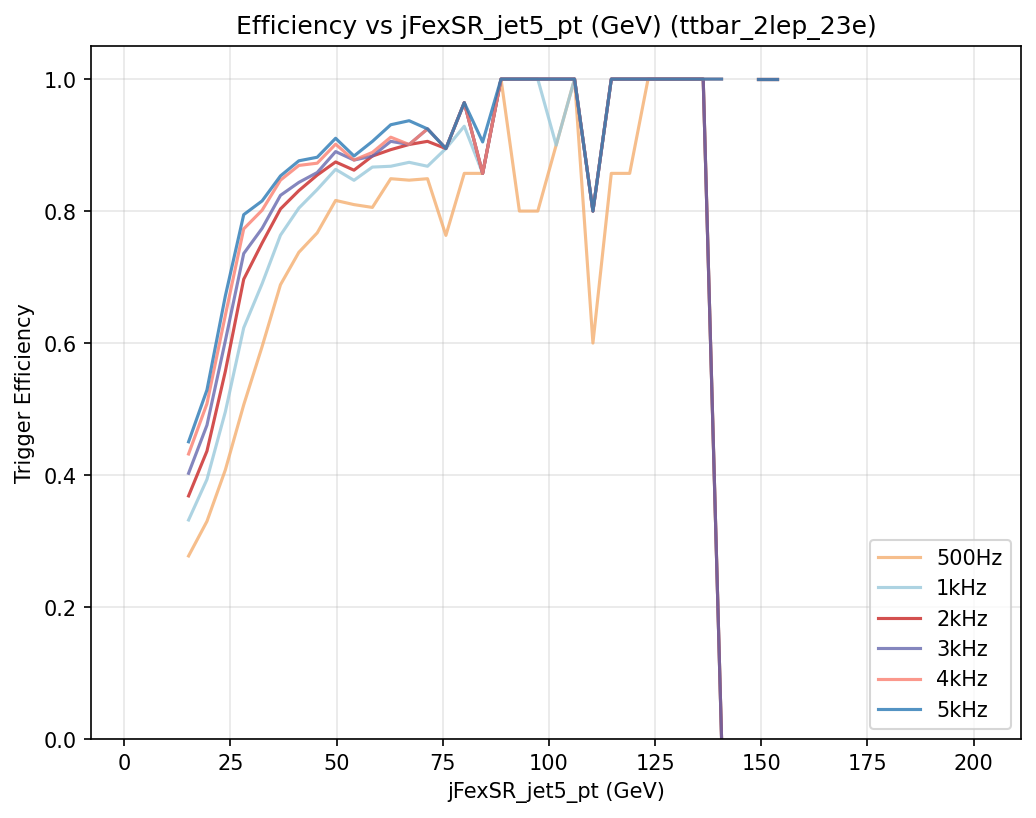 Efficiency vs jFexSR_jet5_pt (GeV) (ttbar_2lep_23e)
Trigger Efficiency
1.0
0.8
0.6
0.4
0.2
0.0
500Hz
1kHz
2kHz
3kHz
4kHz
5kHz
0 25 50 75 100 125 150 175 200
jFexSR_jet5_pt (GeV)